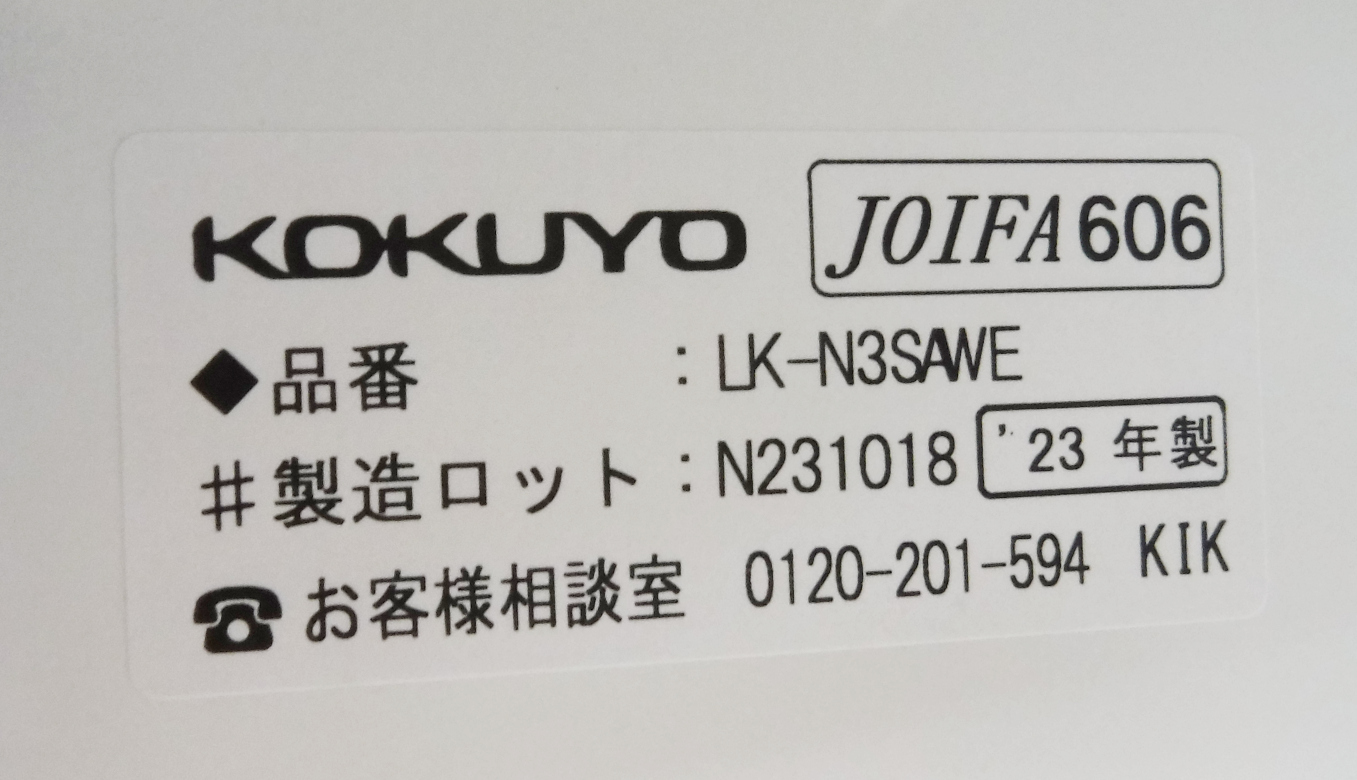 KOKUYO JOIFA606
◆品番 : LK-N3SAWE
#製造ロット : N231018 '23 年製
☎お客様相談室 0120-201-594 KIK